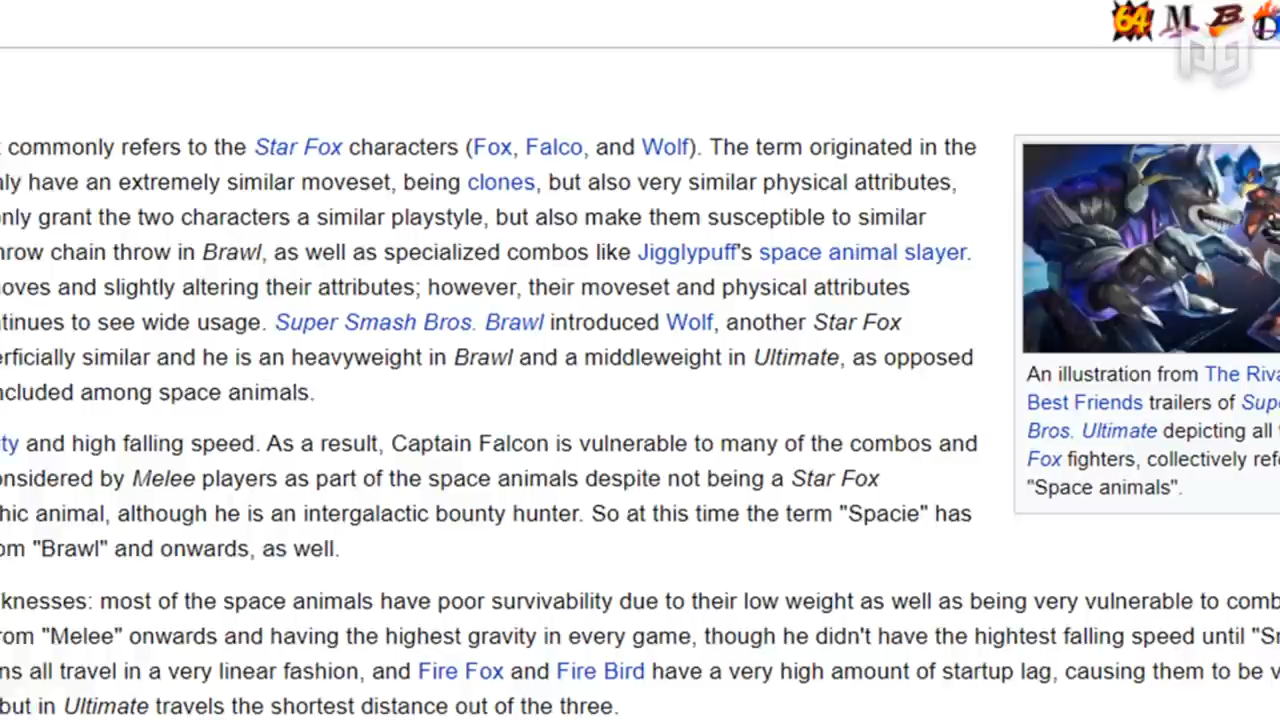 64 M B
PG
commonly refers to the Star Fox characters (Fox, Falco, and Wolf). The term originated in the
have an extremely similar moveset, being clones, but also very similar physical attributes,
grant the two characters a similar playstyle, but also make them susceptible to similar
chain throw in Brawl, as well as specialized combos like Jigglypuff's space animal slayer.
and slightly altering their attributes; however, their moveset and physical attributes
to see wide usage. Super Smash Bros. Brawl introduced Wolf, another Star Fox
similar and he is an heavyweight in Brawl and a middleweight in Ultimate, as opposed
among space animals.
and high falling speed. As a result, Captain Falcon is vulnerable to many of the combos and
by Melee players as part of the space animals despite not being a Star Fox
animal, although he is an intergalactic bounty hunter. So at this time the term "Spacie" has
"Brawl" and onwards, as well.
knesses: most of the space animals have poor survivability due to their low weight as well as being very vulnerable to comb
rom "Melee" onwards and having the highest gravity in every game, though he didn't have the hightest falling speed until "S
ns all travel in a very linear fashion, and Fire Fox and Fire Bird have a very high amount of startup lag, causing them to be v
but in Ultimate travels the shortest distance out of the three.
An illustration from The Riva
Best Friends trailers of Sup
Bros. Ultimate depicting all
Fox fighters, collectively refe
"Space animals".